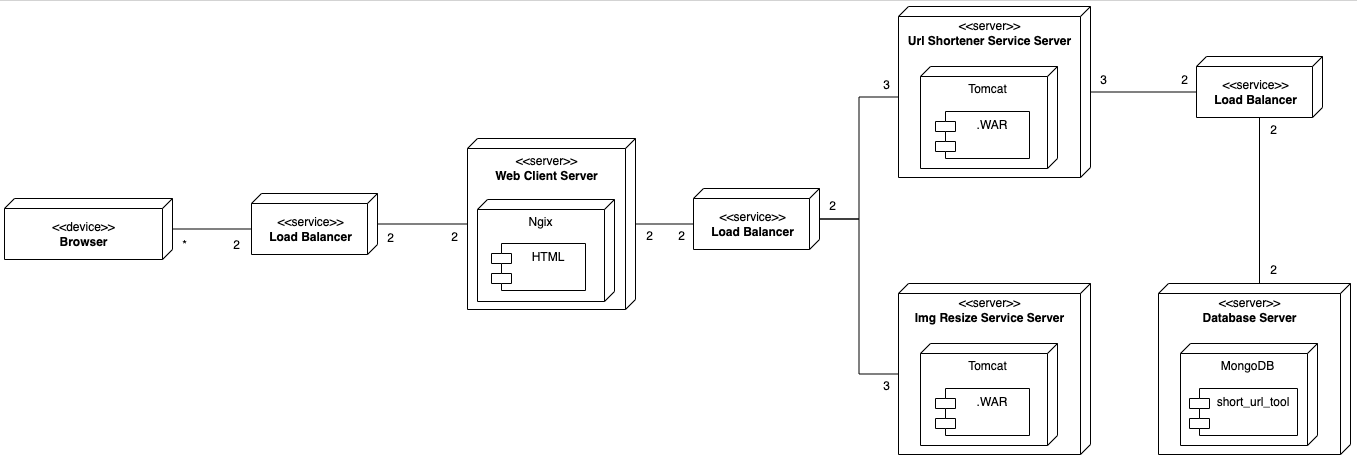 <<device>>
Browser
*
2
<<service>>
Load Balancer
2
2
<<server>>
Web Client Server
Ngix
HTML
2
2
<<service>>
Load Balancer
2
3
<<server>>
Url Shortener Service Server
Tomcat
.WAR
3
2
<<service>>
Load Balancer
2
3
<<server>>
Img Resize Service Server
Tomcat
.WAR
2
<<server>>
Database Server
MongoDB
short_url_tool